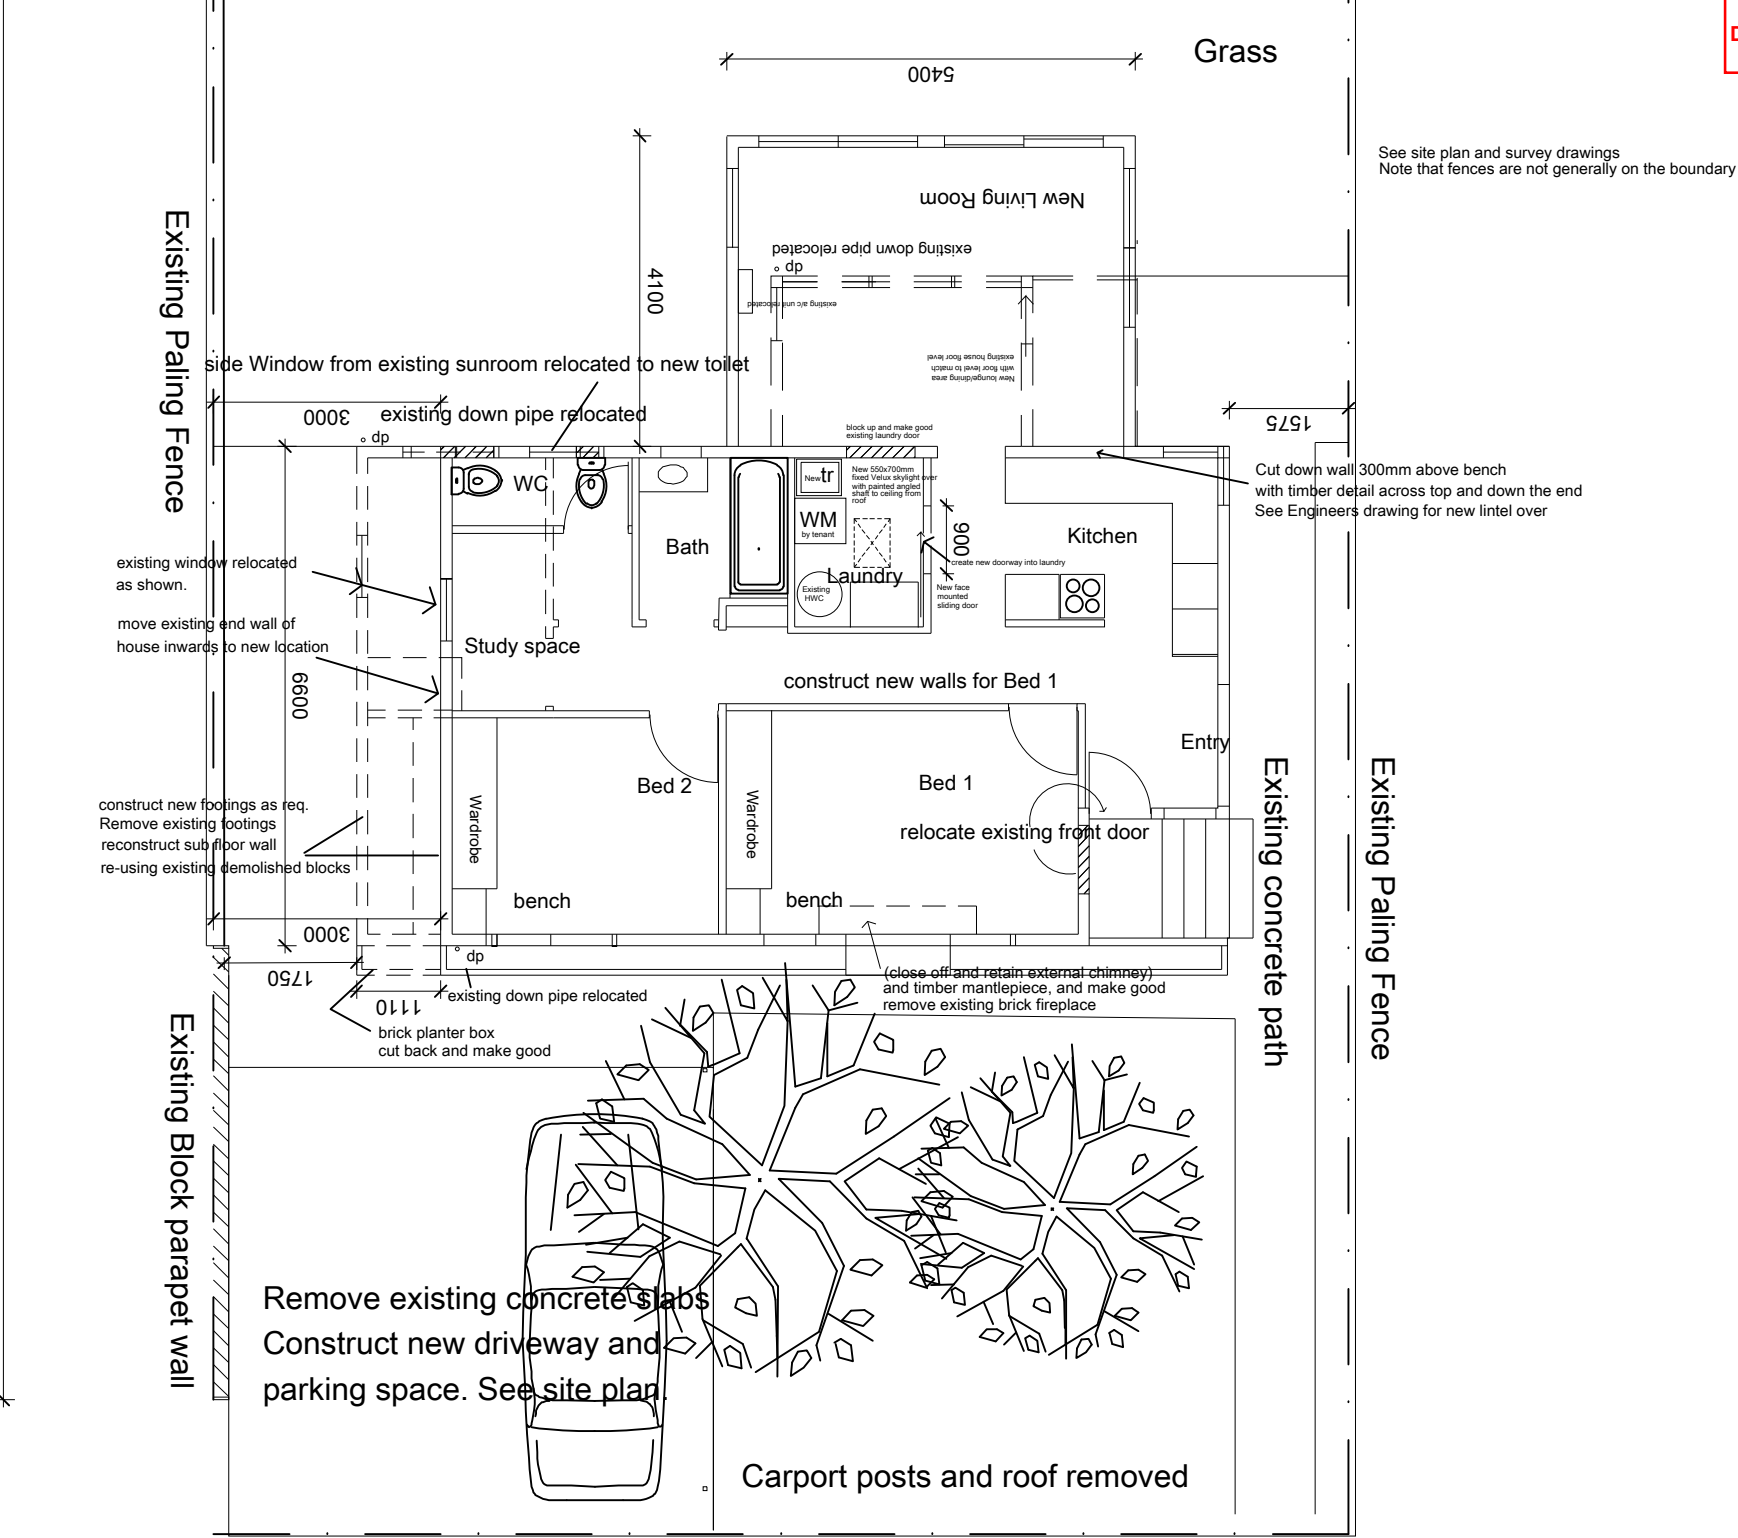 Grass
5400
See site plan and survey drawings
Note that fences are not generally on the boundary
New Living Room
existing down pipe relocated
dp
existing a/c unit relocated
4100
New lounge/dining area
with floor level to match
existing house floor level
Existing Paling Fence
side Window from existing sunroom relocated to new toilet
3000
existing down pipe relocated
dp
1575
block up and make good
existing laundry door
Cut down wall 300mm above bench
with timber detail across top and down the end
See Engineers drawing for new lintel over
WC
New tr
New 550x700mm
fixed Velux skylight over
with painted angled
shaft to ceiling from
roof
WM
by tenant
Bath
900
Kitchen
create new doorway into laundry
Laundry
Existing
HWC
New face
mounted
sliding door
existing window relocated
as shown.
move existing end wall of
house inwards to new location
Study space
6600
construct new walls for Bed 1
Entry
Bed 2
Bed 1
Wardrobe
Wardrobe
relocate existing front door
construct new footings as req.
Remove existing footings
reconstruct sub floor wall
re-using existing demolished blocks
bench
bench
Existing concrete path
Existing Paling Fence
3000
1750
dp
1110
existing down pipe relocated
(close off and retain external chimney)
and timber mantlepiece, and make good
remove existing brick fireplace
brick planter box
cut back and make good
Existing Block parapet wall
Remove existing concrete slabs
Construct new driveway and
parking space. See site plan.
Carport posts and roof removed